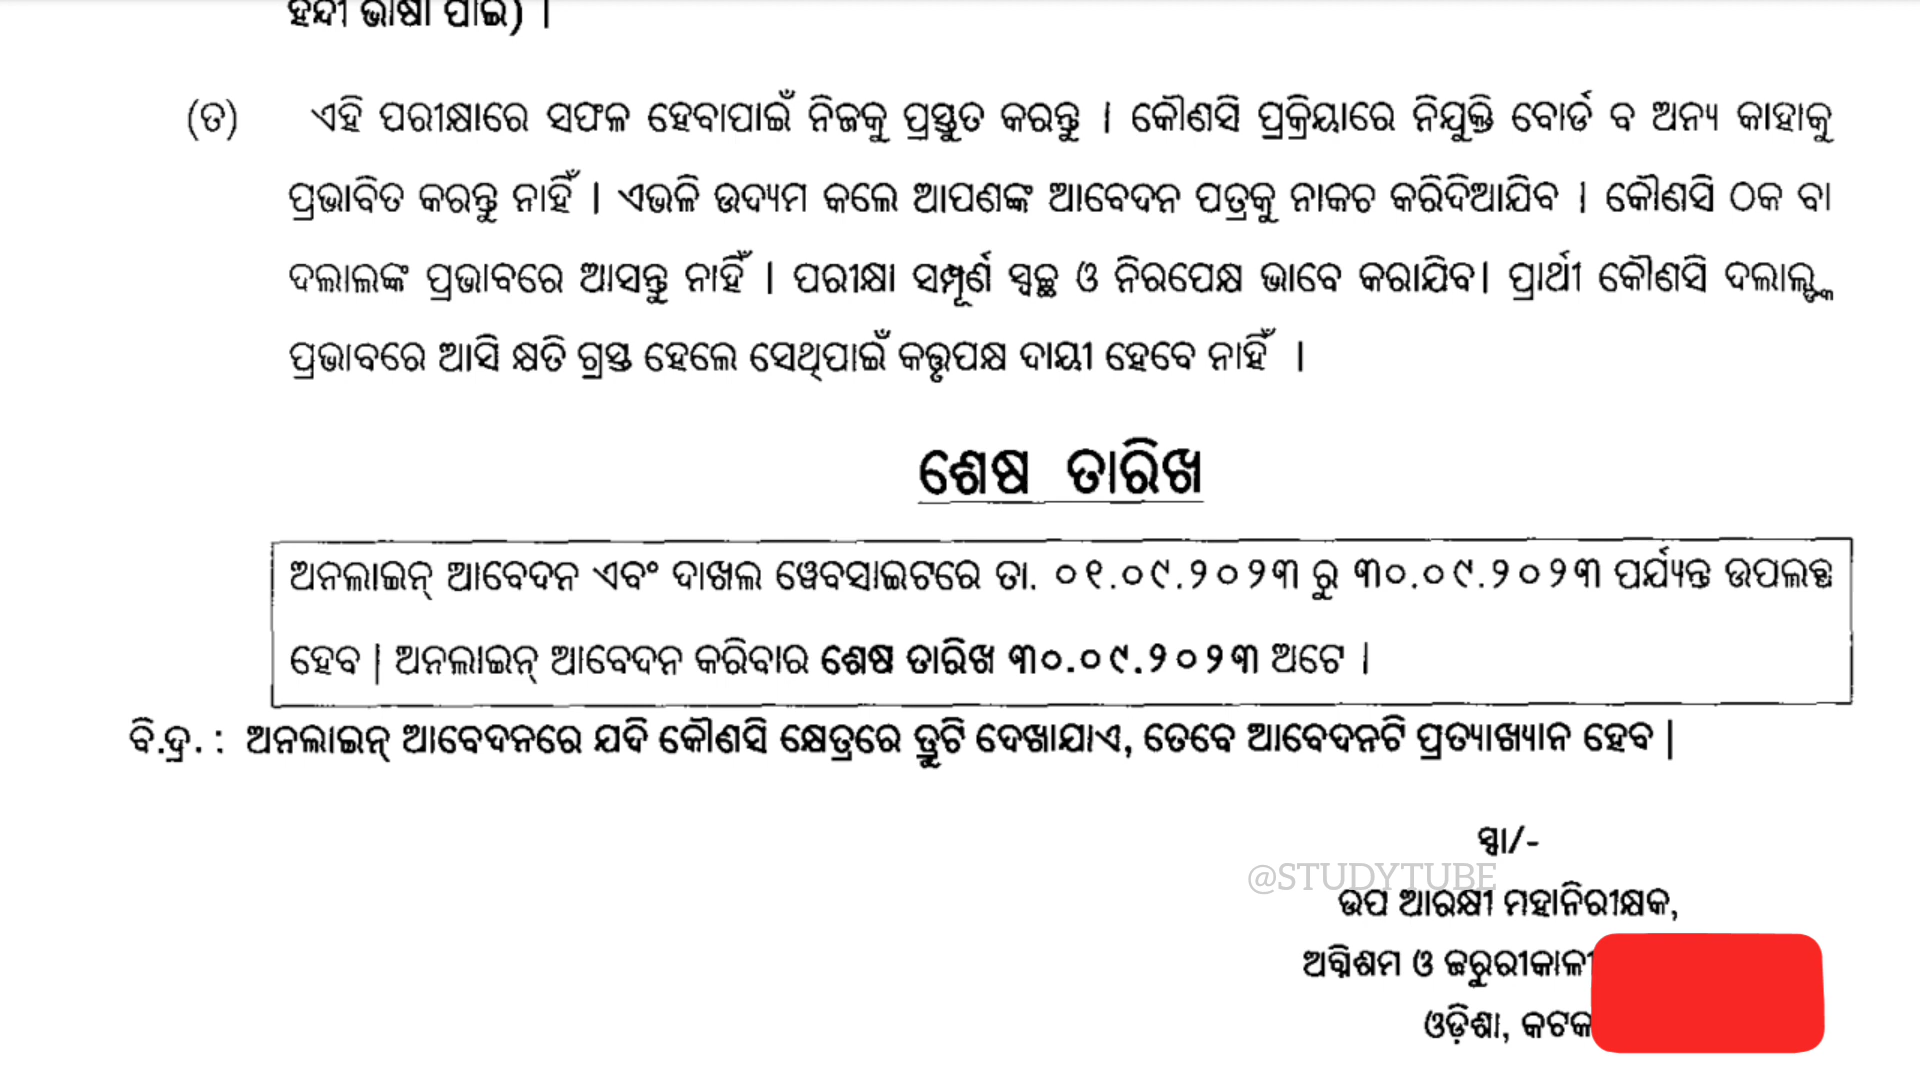 ହିନ୍ଦୀ ଭାଷା ପାଇଁ) ।
(ତ) ଏହି ପରୀକ୍ଷାରେ ସଫଳ ହେବାପାଇଁ ନିଜକୁ ପ୍ରସ୍ତୁତ କରନ୍ତୁ । କୌଣସି ପ୍ରକ୍ରିୟାରେ ନିଯୁକ୍ତି ବୋର୍ଡ ବ ଅନ୍ୟ କାହାକୁ
ପ୍ରଭାବିତ କରନ୍ତୁ ନାହିଁ । ଏଭଳି ଉଦ୍ୟମ କଲେ ଆପଣଙ୍କ ଆବେଦନ ପତ୍ରକୁ ନାକଚ କରିଦିଆଯିବ । କୌଣସି ଠକ ବା
ଦଲାଲଙ୍କ ପ୍ରଭାବରେ ଆସନ୍ତୁ ନାହିଁ । ପରୀକ୍ଷା ସମ୍ପୂର୍ଣ ସ୍ୱଚ୍ଛ ଓ ନିରପେକ୍ଷ ଭାବେ କରାଯିବ। ପ୍ରାର୍ଥୀ କୌଣସି ଦଲାଲ୍ଙ୍କ
ପ୍ରଭାବରେ ଆସି କ୍ଷତି ଗ୍ରସ୍ତ ହେଲେ ସେଥିପାଇଁ କତ୍ତୃପକ୍ଷ ଦାୟୀ ହେବେ ନାହିଁ ।
ଶେଷ ତାରିଖ
ଅନଲାଇନ୍ ଆବେଦନ ଏବଂ ଦାଖଲ ୱେବସାଇଟରେ ତା. ୦୧.୦୯.୨୦୨୩ ରୁ ୩୦.୦୯.୨୦୨୩ ପର୍ଯ୍ୟନ୍ତ ଉପଲବ୍ଧ
ହେବ | ଅନଲାଇନ୍ ଆବେଦନ କରିବାର ଶେଷ ତାରିଖ ୩୦.୦୯.୨୦୨୩ ଅଟେ ।
ବି.ଦ୍ର. : ଅନଲାଇନ୍ ଆବେଦନରେ ଯଦି କୌଣସି କ୍ଷେତ୍ରରେ ତ୍ରୁଟି ଦେଖାଯାଏ, ତେବେ ଆବେଦନଟି ପ୍ରତ୍ୟାଖ୍ୟାନ ହେବ |
ସ୍ୱା/-
@STUDYTUBE
ଉପ ଆରକ୍ଷୀ ମହାନିରୀକ୍ଷକ,
ଅଗ୍ନିଶମ ଓ ଜରୁରୀକାଳୀ
ଓଡ଼ିଶା, କଟକ